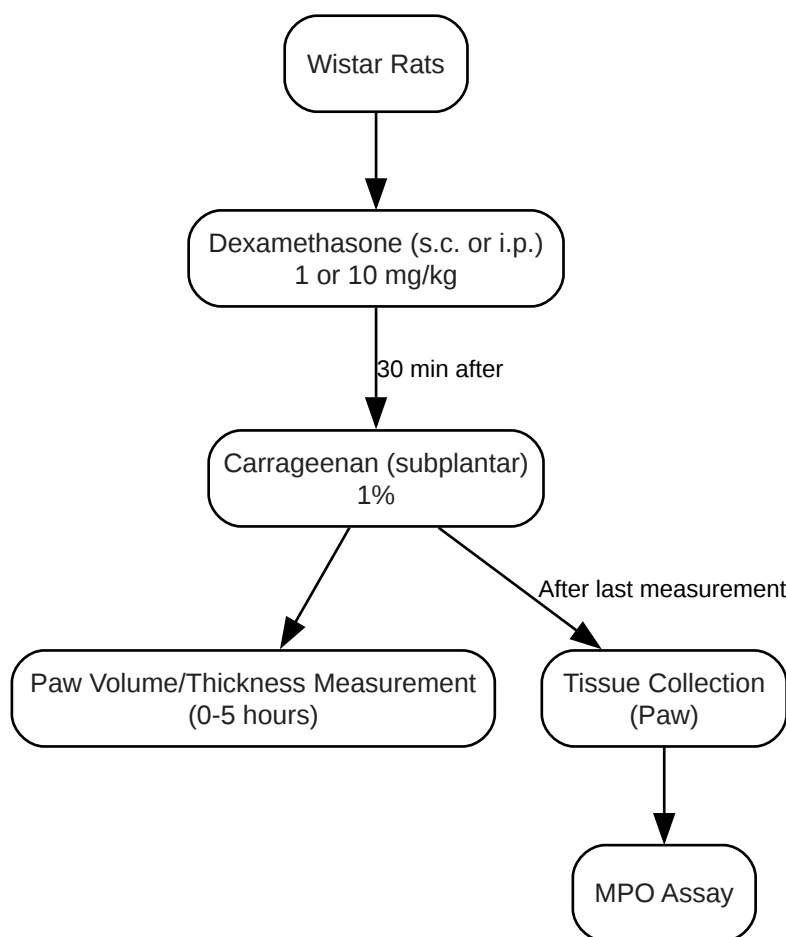 Wistar Rats
Dexamethasone (s.c. or i.p.)
1 or 10 mg/kg
30 min after
Carrageenan (subplantar)
1%
After last measurement
Paw Volume/Thickness Measurement
(0-5 hours)
Tissue Collection
(Paw)
MPO Assay